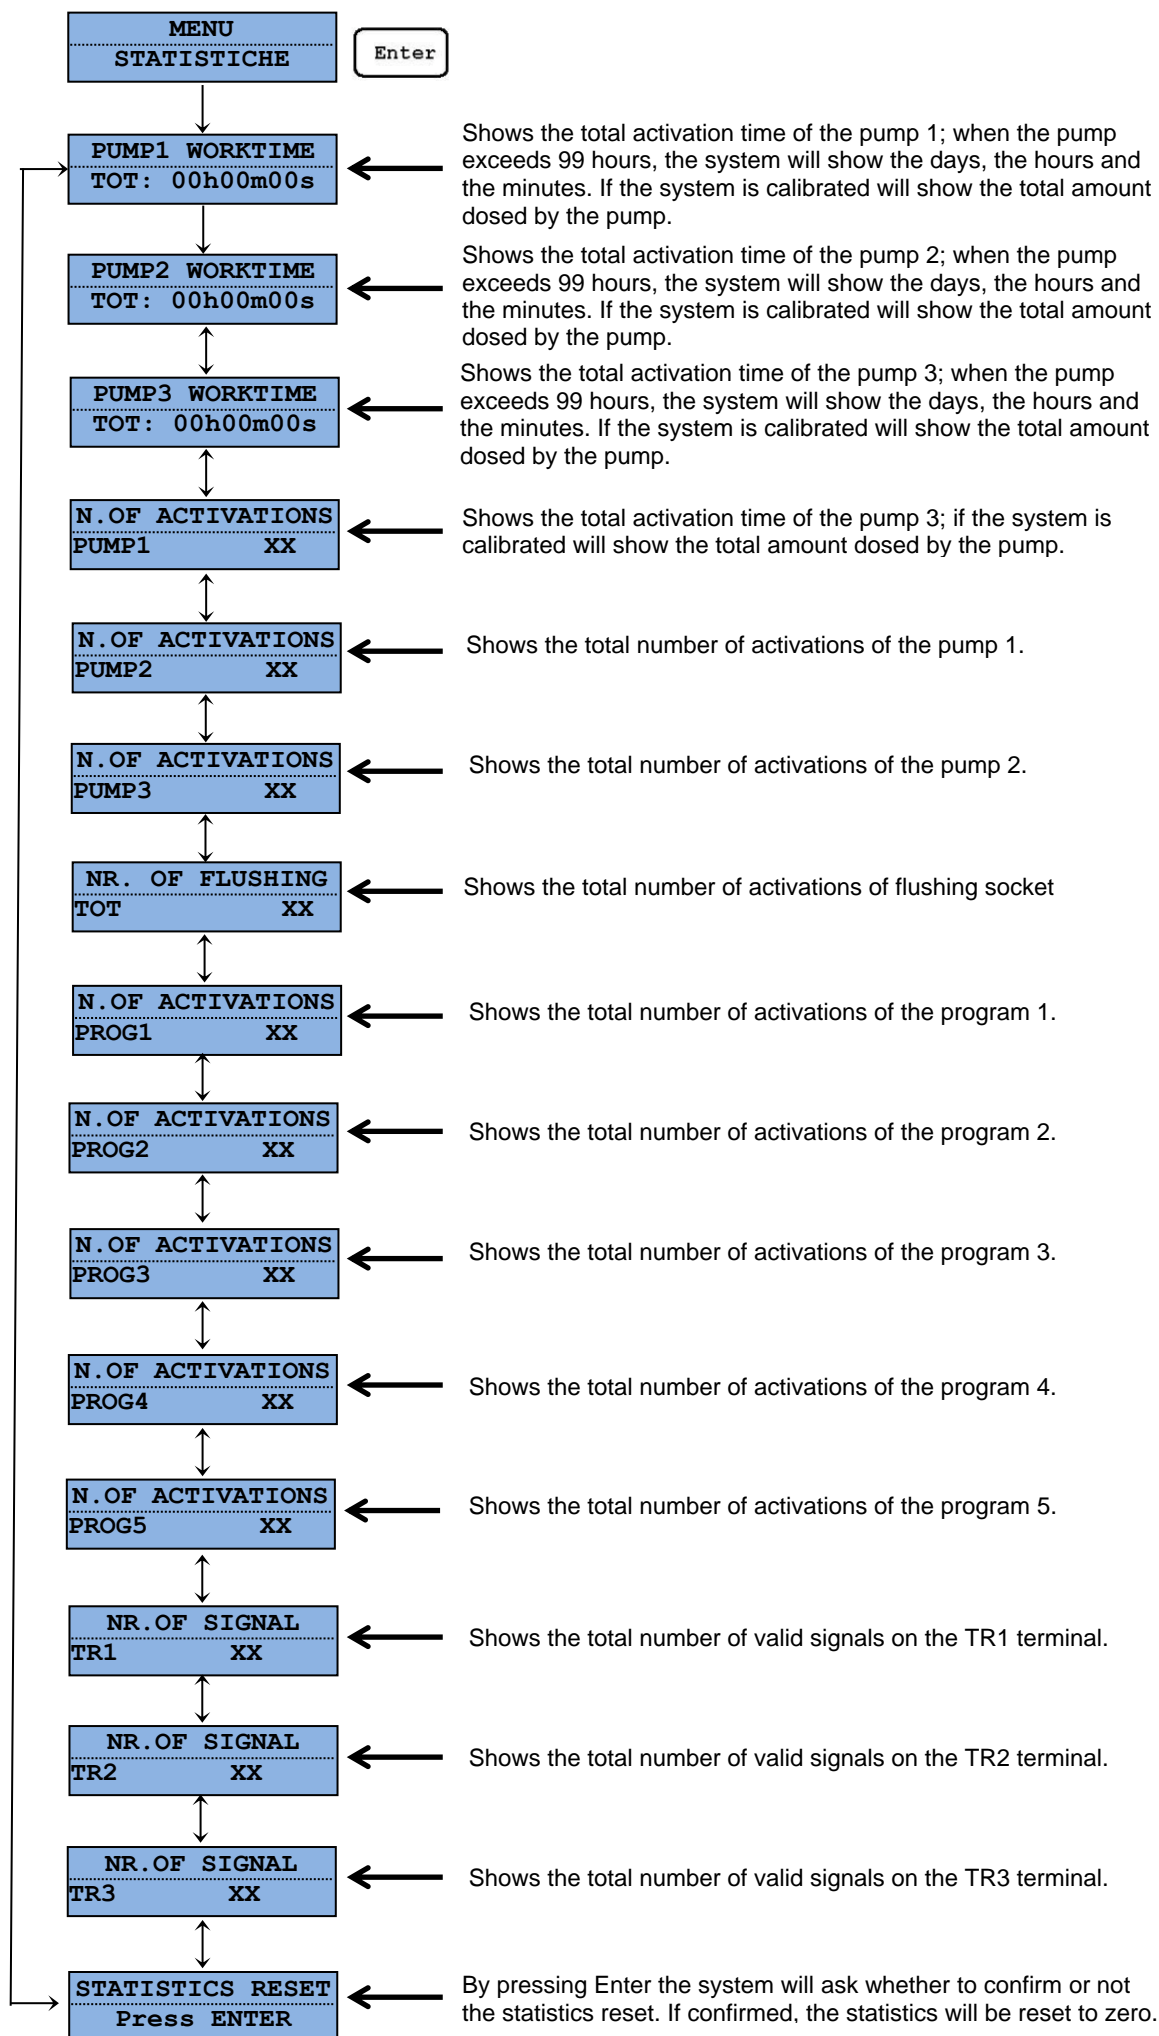 MENU
STATISTICHE
Enter
PUMP1 WORKTIME
TOT: 00h00m00s
Shows the total activation time of the pump 1; when the pump
exceeds 99 hours, the system will show the days, the hours and
the minutes. If the system is calibrated will show the total amount
dosed by the pump.
PUMP2 WORKTIME
TOT: 00h00m00s
Shows the total activation time of the pump 2; when the pump
exceeds 99 hours, the system will show the days, the hours and
the minutes. If the system is calibrated will show the total amount
dosed by the pump.
PUMP3 WORKTIME
TOT: 00h00m00s
Shows the total activation time of the pump 3; when the pump
exceeds 99 hours, the system will show the days, the hours and
the minutes. If the system is calibrated will show the total amount
dosed by the pump.
N.OF ACTIVATIONS
PUMP1 XX
Shows the total activation time of the pump 3; if the system is
calibrated will show the total amount dosed by the pump.
N.OF ACTIVATIONS
PUMP2 XX
Shows the total number of activations of the pump 1.
N.OF ACTIVATIONS
PUMP3 XX
Shows the total number of activations of the pump 2.
NR. OF FLUSHING
TOT XX
Shows the total number of activations of flushing socket
N.OF ACTIVATIONS
PROG1 XX
Shows the total number of activations of the program 1.
N.OF ACTIVATIONS
PROG2 XX
Shows the total number of activations of the program 2.
N.OF ACTIVATIONS
PROG3 XX
Shows the total number of activations of the program 3.
N.OF ACTIVATIONS
PROG4 XX
Shows the total number of activations of the program 4.
N.OF ACTIVATIONS
PROG5 XX
Shows the total number of activations of the program 5.
NR.OF SIGNAL
TR1 XX
Shows the total number of valid signals on the TR1 terminal.
NR.OF SIGNAL
TR2 XX
Shows the total number of valid signals on the TR2 terminal.
NR.OF SIGNAL
TR3 XX
Shows the total number of valid signals on the TR3 terminal.
STATISTICS RESET
Press ENTER
By pressing Enter the system will ask whether to confirm or not
the statistics reset. If confirmed, the statistics will be reset to zero.